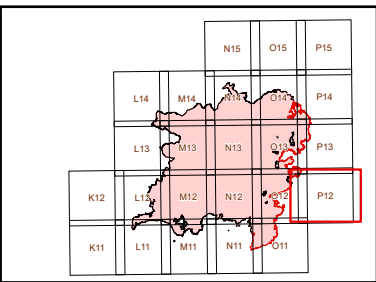 N15 O15 P15
L14 M14 N14 O14 P14
L13 M13 N13 O13 P13
K12 L12 M12 N12 O12 P12
K11 L11 M11 N11 O11